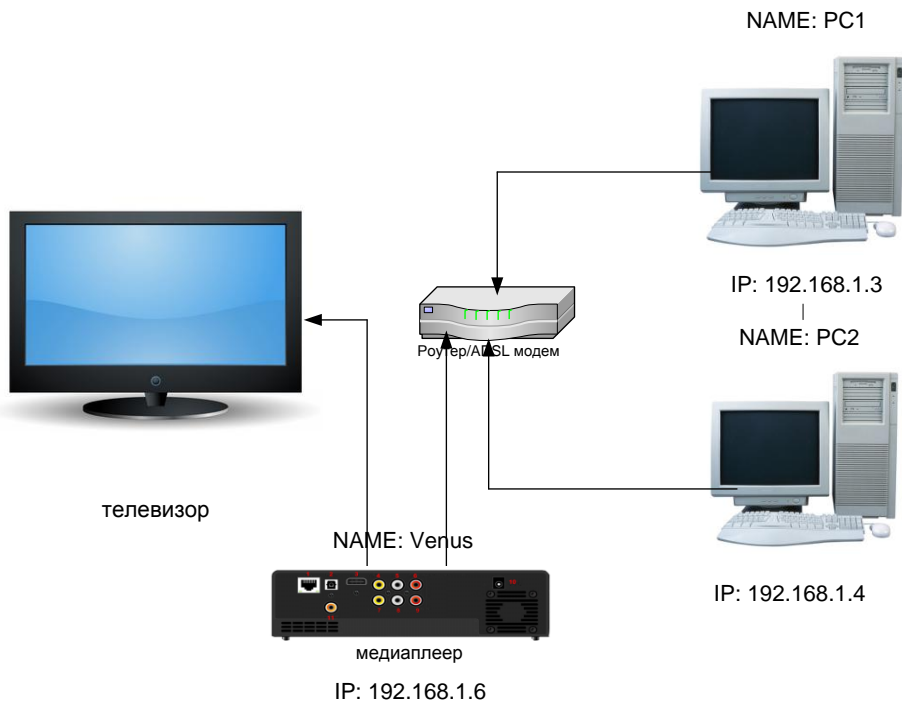 NAME: PC1
IP: 192.168.1.3
NAME: PC2
Роутер/ADSL модем
телевизор
NAME: Venus
IP: 192.168.1.4
медиаплеер
IP: 192.168.1.6